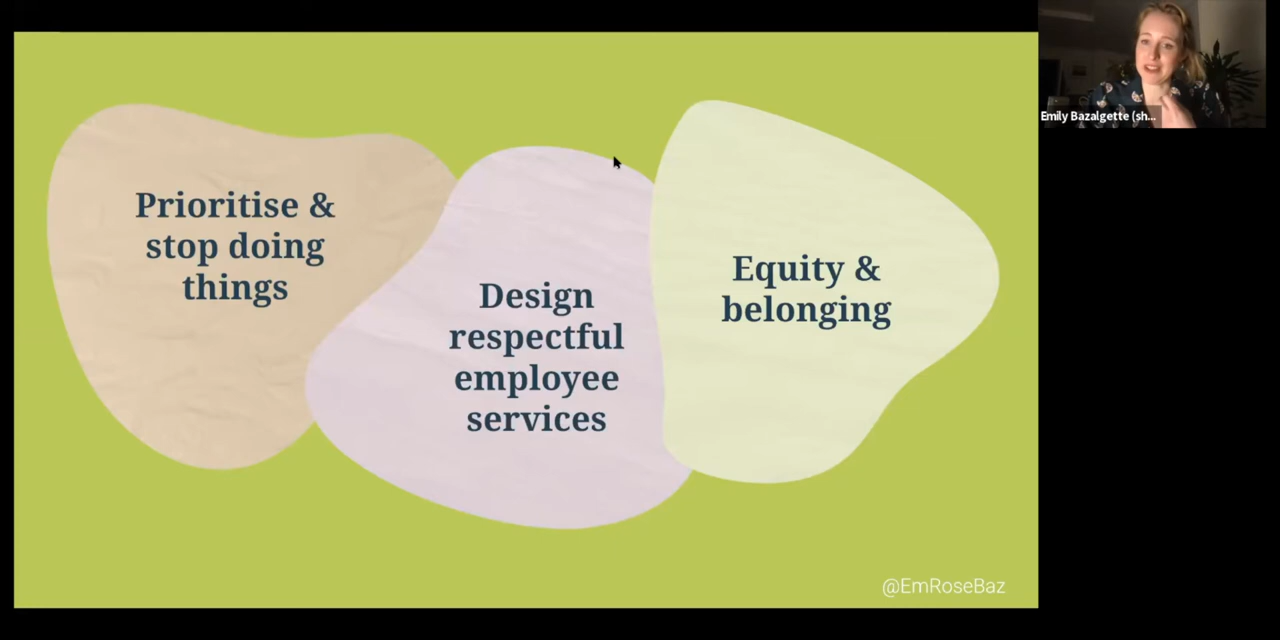 Emily Bazalgette (sh...
Prioritise &
stop doing
things
Design
respectful
employee
services
Equity &
belonging
@EmRoseBaz